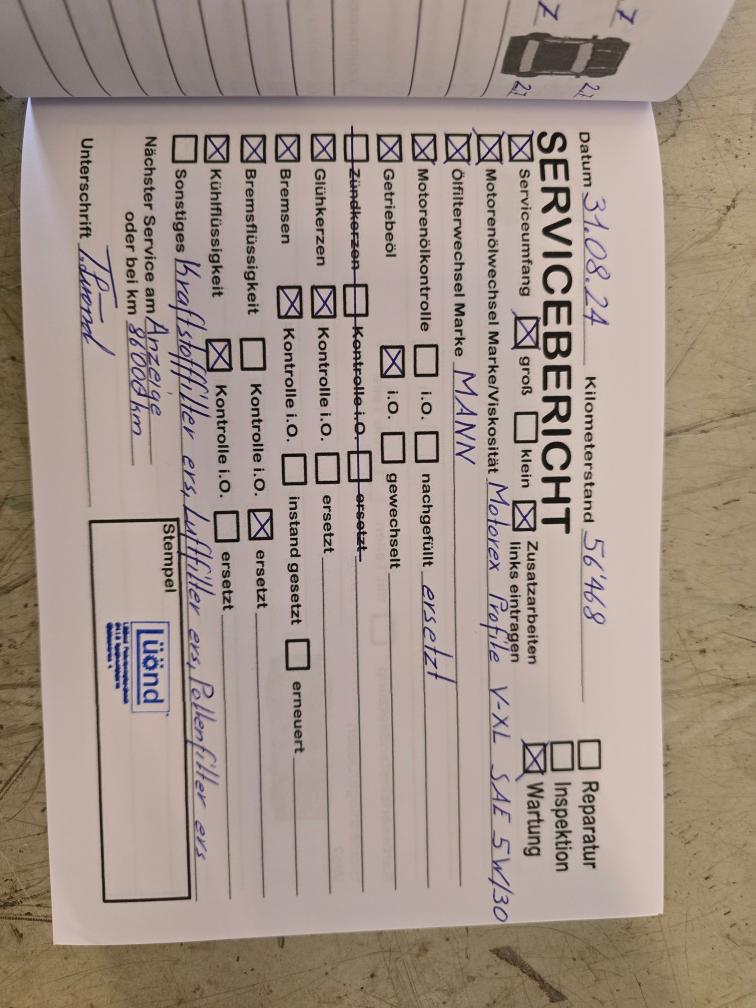 Datum 31.08.24 Kilometerstand 56'468
Reparatur
Inspektion
Wartung
SERVICEBERICHT
Serviceumfang groß klein Zusatzarbeiten links eintragen
Motorenölwechsel Marke/Viskosität Motorex Profile V-XL SAE 5W/30
Ölfilterwechsel Marke MANN
Motorenölkontrolle i.O. nachgefüllt ersetzt
Getriebeöl i.O. gewechselt
Zündkerzen Kontrolle i.O. ersetzt
Glühkerzen Kontrolle i.O. ersetzt
Bremsen Kontrolle i.O. instand gesetzt erneuert
Bremsflüssigkeit Kontrolle i.O. ersetzt
Kühlflüssigkeit Kontrolle i.O. ersetzt
Sonstiges Kraftstofffilter ers, Luftfilter ers, Pollenfilter ers
Nächster Service am Anzeige
oder bei km 86000 km
Unterschrift
Stempel
Lüönd